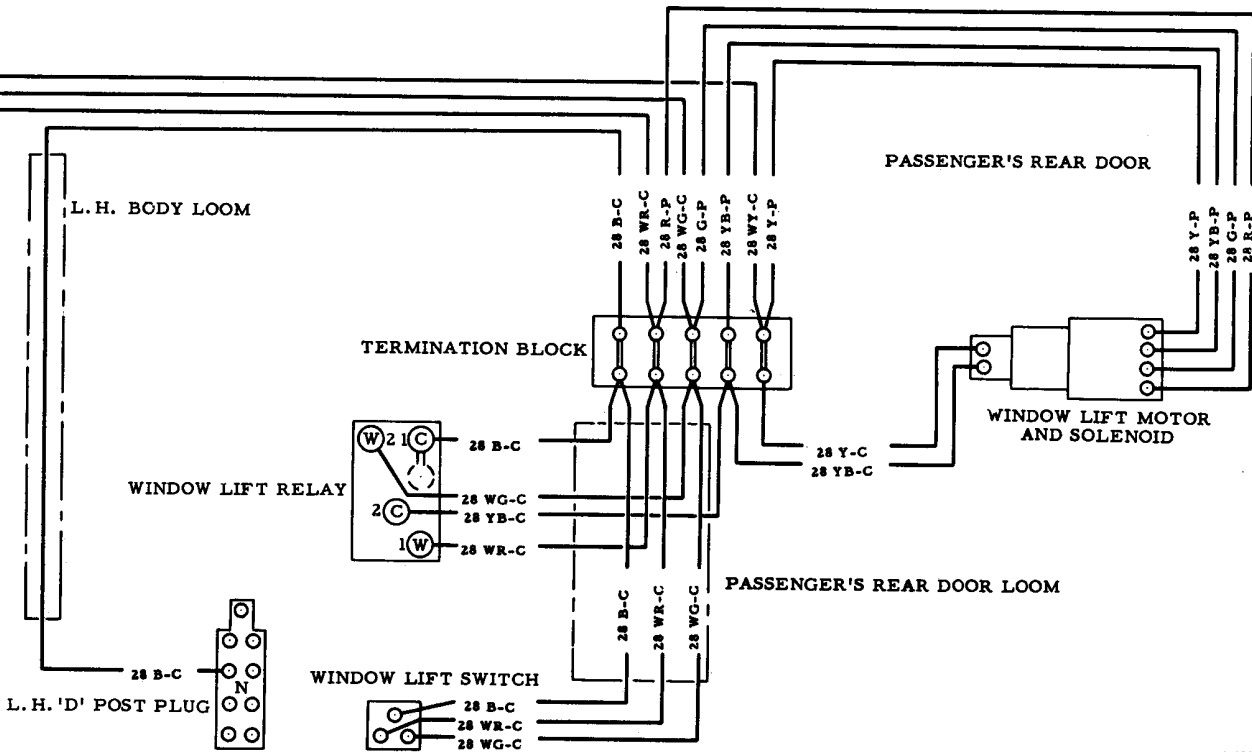 PASSENGER'S REAR DOOR
L.H. BODY LOOM
28 B-C
28 WR-C
28 R-P
28 WG-C
28 G-P
28 YB-P
28 WY-C
28 Y-P
28 Y-P
28 YB-P
28 G-P
28 R-P
TERMINATION BLOCK
WINDOW LIFT MOTOR
AND SOLENOID
W 2 1 C
28 B-C
28 Y-C
28 YB-C
WINDOW LIFT RELAY
28 WG-C
2 C
28 YB-C
1 W
28 WR-C
PASSENGER'S REAR DOOR LOOM
28 B-C
28 WR-C
28 WG-C
28 B-C
N
WINDOW LIFT SWITCH
L.H. 'D' POST PLUG
28 B-C
28 WR-C
28 WG-C